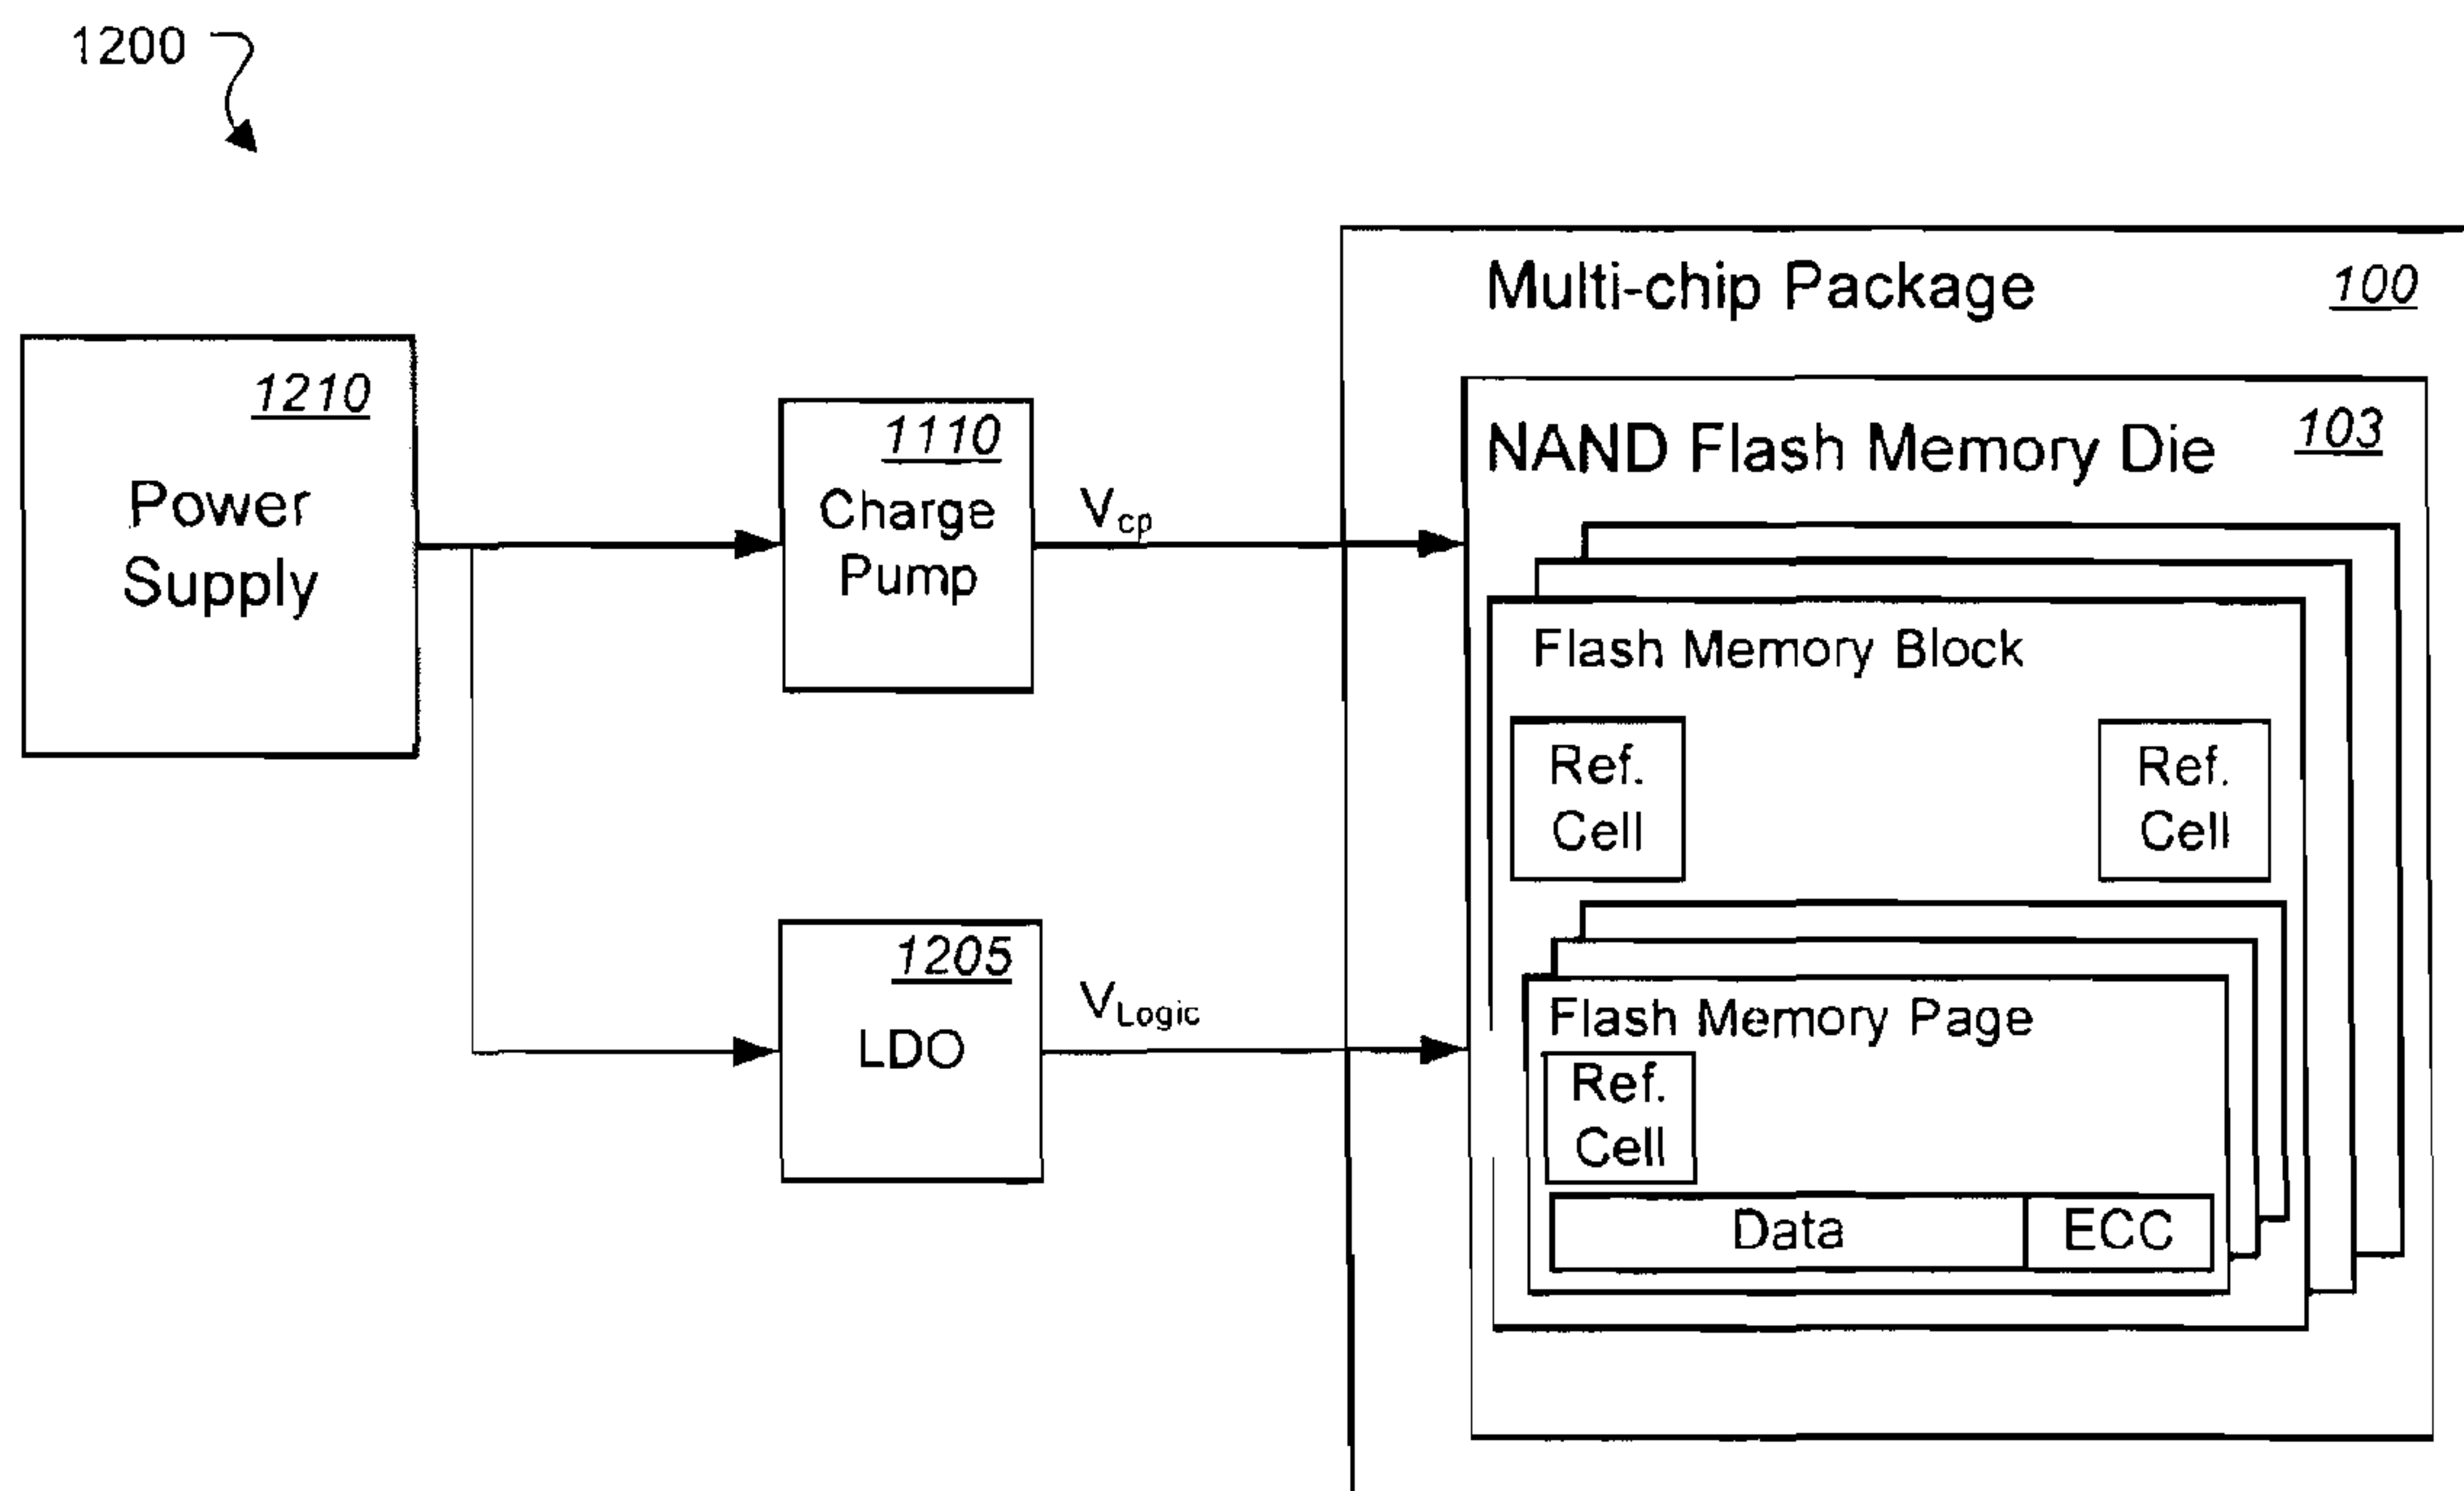 1200
Multi-chip Package
100
1210
Power
Supply
1110
Charge
Pump
Vcp
NAND Flash Memory Die
103
Flash Memory Block
Ref.
Cell
Ref.
Cell
1205
LDO
VLogic
Flash Memory Page
Ref.
Cell
Data
ECC